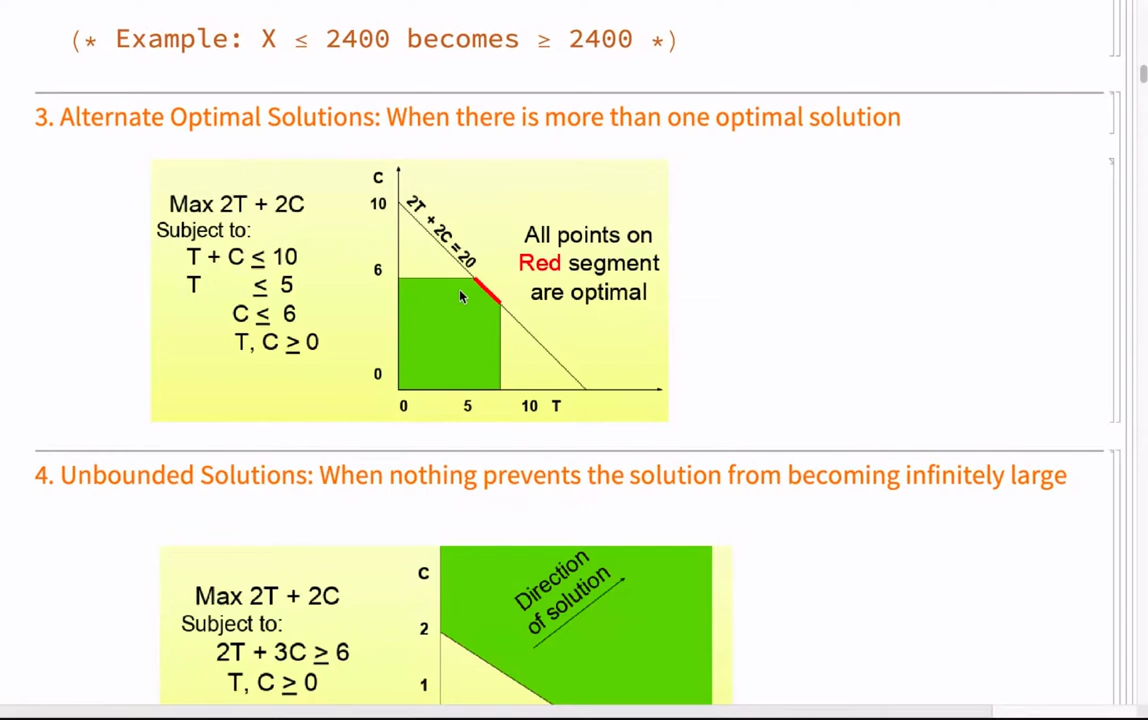 (* Example: X ≤ 2400 becomes ≥ 2400 *)
3. Alternate Optimal Solutions: When there is more than one optimal solution
Max 2T + 2C
Subject to:
T + C ≤ 10
T ≤ 5
C ≤ 6
T, C ≥ 0
C
10
6
0
0 5 10 T
2T + 2C = 20
All points on
Red segment
are optimal
4. Unbounded Solutions: When nothing prevents the solution from becoming infinitely large
Max 2T + 2C
Subject to:
2T + 3C ≥ 6
T, C ≥ 0
C
2
1
Direction
of solution